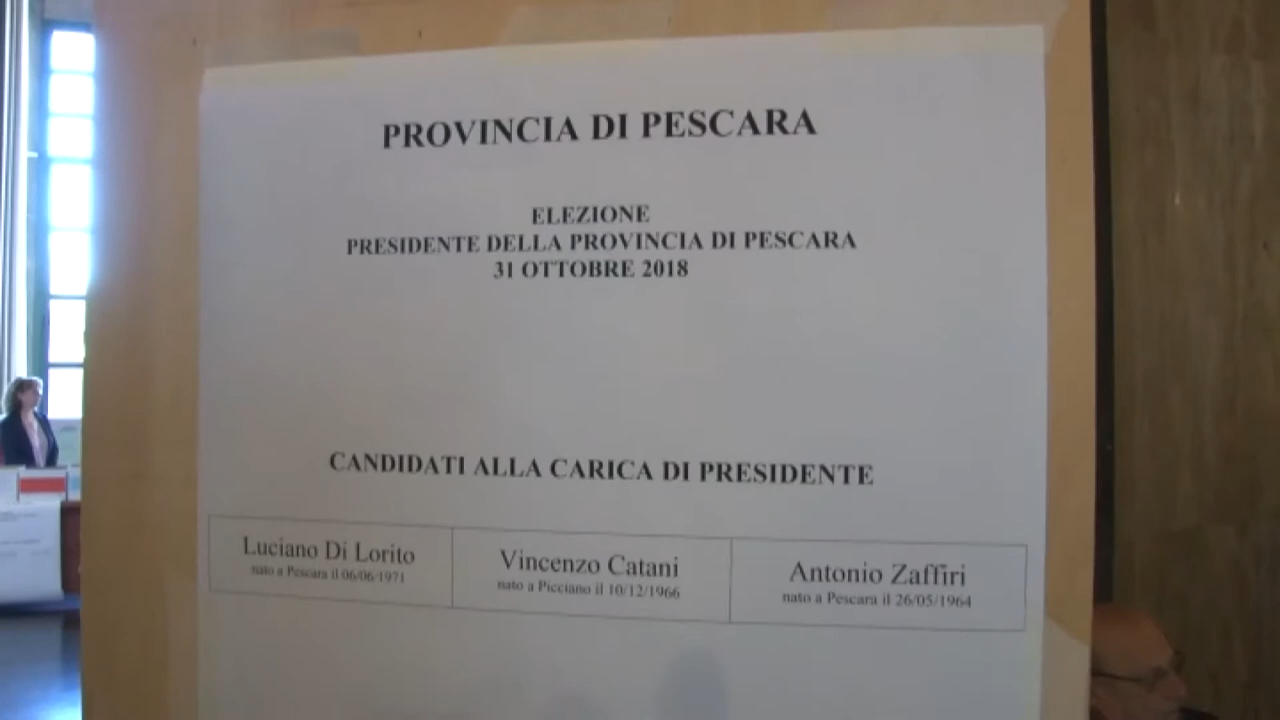 PROVINCIA DI PESCARA
ELEZIONE
PRESIDENTE DELLA PROVINCIA DI PESCARA
31 OTTOBRE 2018
CANDIDATI ALLA CARICA DI PRESIDENTE
Luciano Di Lorito
nato a Pescara il 06/06/1971
Vincenzo Catani
nato a Picciano il 10/12/1966
Antonio Zaffiri
nato a Pescara il 26/05/1964